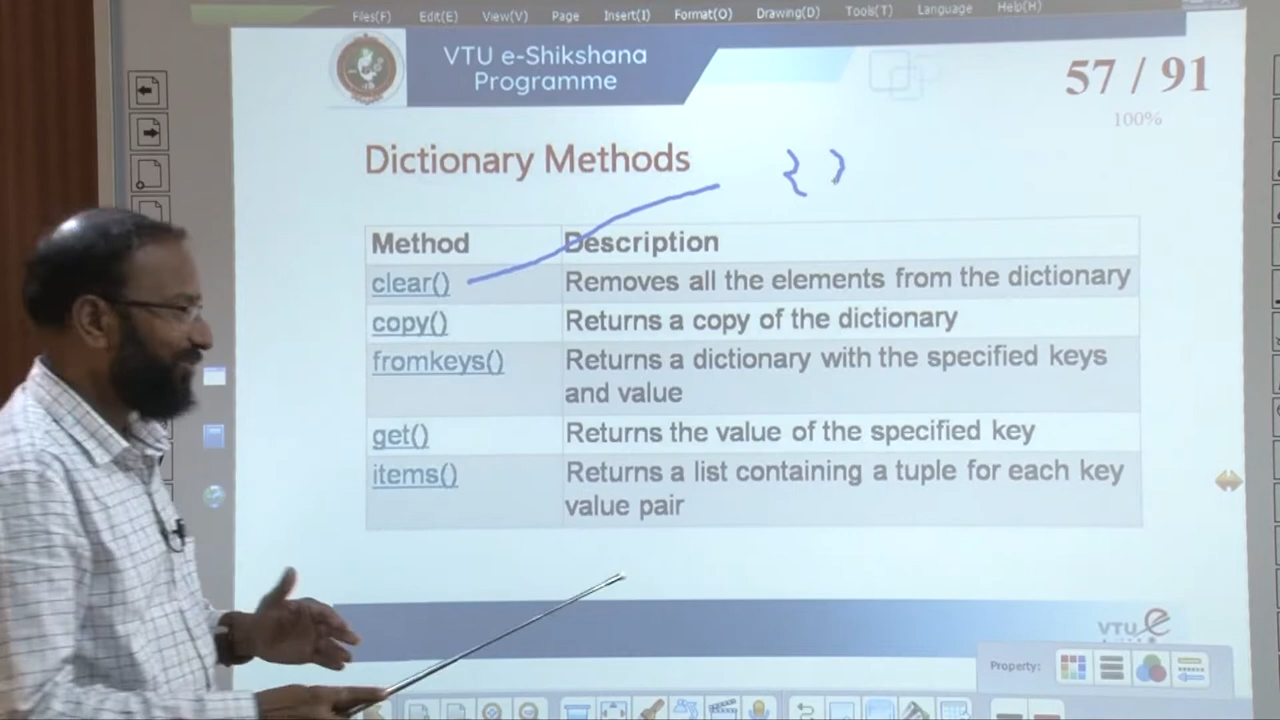 Files(F) Edit(E) View(V) Page Insert(I) Format(O) Drawing(D) Tools(T) Language Help(H)
VTU e-Shikshana
Programme
57 / 91
100%
Dictionary Methods
{ }
Method Description
clear() Removes all the elements from the dictionary
copy() Returns a copy of the dictionary
fromkeys() Returns a dictionary with the specified keys
and value
get() Returns the value of the specified key
items() Returns a list containing a tuple for each key
value pair
VTU e
Property: